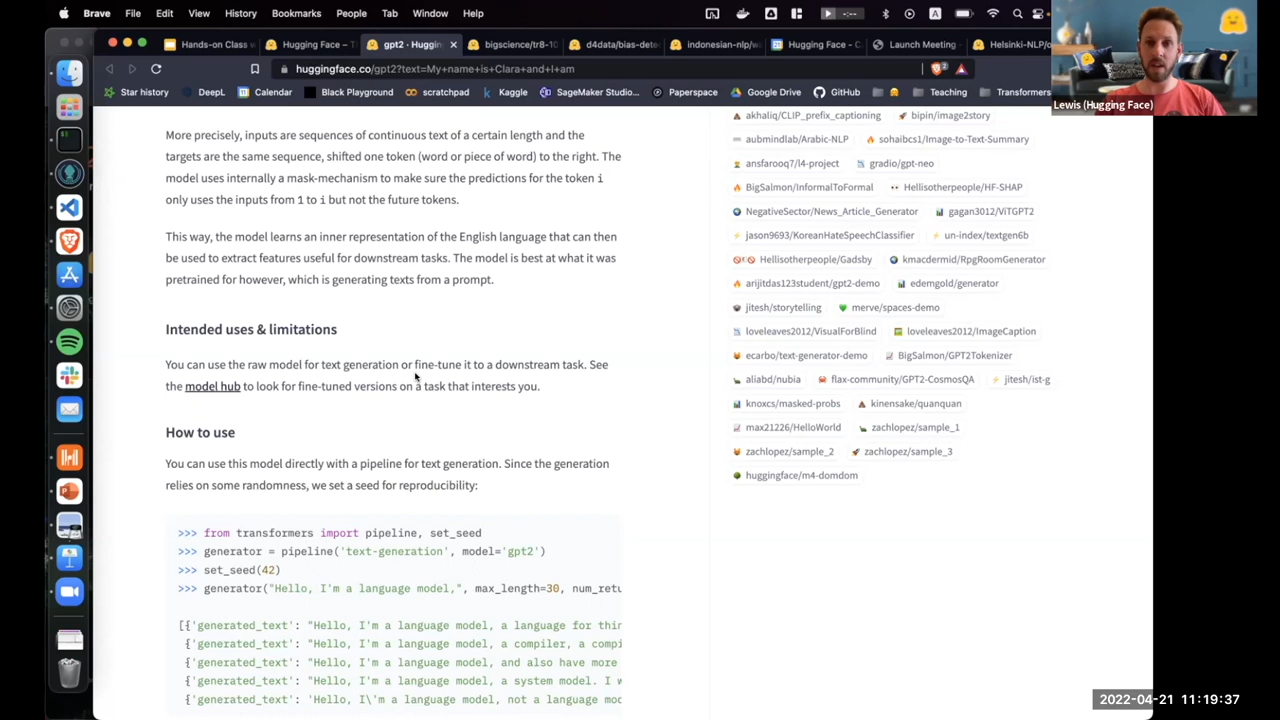 Brave File Edit View History Bookmarks People Tab Window Help
Hands-on Class w
Hugging Face – T
gpt2 · Huggin
bigscience/tr8-10
d4data/bias-dete
indonesian-nlp/w
Hugging Face - C
Launch Meeting
Helsinki-NLP/o
huggingface.co/gpt2?text=My+name+is+Clara+and+I+am
2
Star history DeepL Calendar Black Playground scratchpad Kaggle SageMaker Studio... Paperspace Google Drive GitHub Teaching Transformers
Lewis (Hugging Face)
More precisely, inputs are sequences of continuous text of a certain length and the
targets are the same sequence, shifted one token (word or piece of word) to the right. The
model uses internally a mask-mechanism to make sure the predictions for the token i
only uses the inputs from 1 to i but not the future tokens.
This way, the model learns an inner representation of the English language that can then
be used to extract features useful for downstream tasks. The model is best at what it was
pretrained for however, which is generating texts from a prompt.
Intended uses & limitations
You can use the raw model for text generation or fine-tune it to a downstream task. See
the model hub to look for fine-tuned versions on a task that interests you.
How to use
You can use this model directly with a pipeline for text generation. Since the generation
relies on some randomness, we set a seed for reproducibility:
>>> from transformers import pipeline, set_seed
>>> generator = pipeline('text-generation', model='gpt2')
>>> set_seed(42)
>>> generator("Hello, I'm a language model,", max_length=30, num_retu
[{'generated_text': "Hello, I'm a language model, a language for thin
{'generated_text': "Hello, I'm a language model, a compiler, a compi
{'generated_text': "Hello, I'm a language model, and also have more
{'generated_text': "Hello, I'm a language model, a system model. I w
{'generated_text': 'Hello, I\'m a language model, not a language mod
akhaliq/CLIP_prefix_captioning bipin/image2story
aubmindlab/Arabic-NLP sohaibcs1/Image-to-Text-Summary
ansfarooq7/l4-project gradio/gpt-neo
BigSalmon/InformalToFormal Hellisotherpeople/HF-SHAP
NegativeSector/News_Article_Generator gagan3012/ViTGPT2
jason9693/KoreanHateSpeechClassifier un-index/textgen6b
Hellisotherpeople/Gadsby kmacdermid/RpgRoomGenerator
arijitdas123student/gpt2-demo edemgold/generator
jitesh/storytelling merve/spaces-demo
loveleaves2012/VisualForBlind loveleaves2012/ImageCaption
ecarbo/text-generator-demo BigSalmon/GPT2Tokenizer
aliabd/nubia flax-community/GPT2-CosmosQA jitesh/ist-g
knoxcs/masked-probs kinensake/quanquan
max21226/HelloWorld zachlopez/sample_1
zachlopez/sample_2 zachlopez/sample_3
huggingface/m4-domdom
2022-04-21 11:19:37